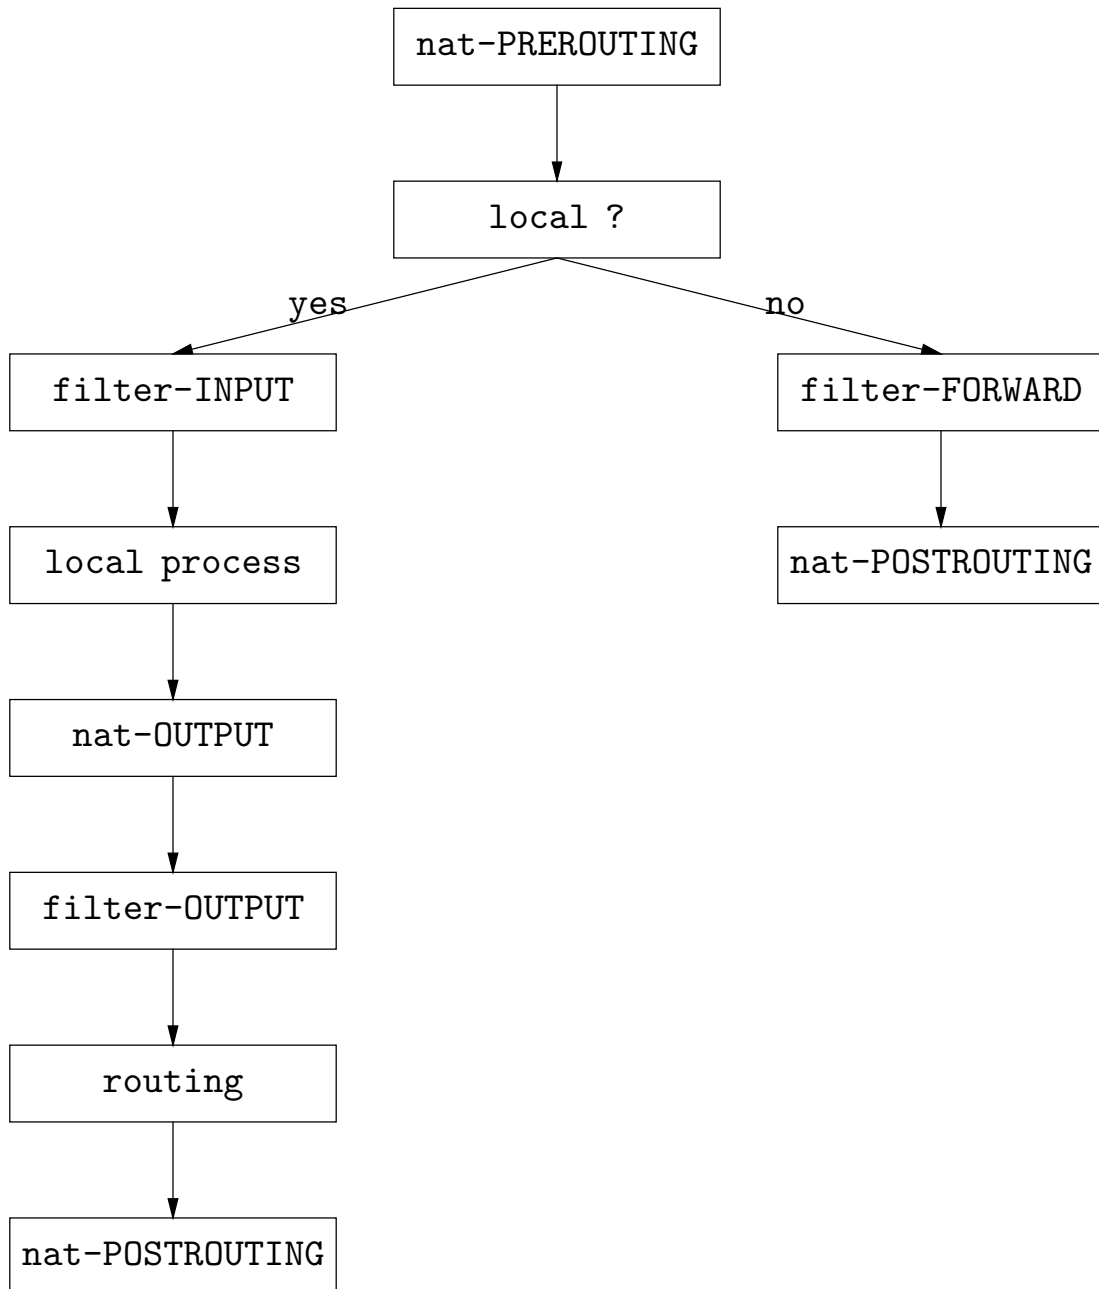 nat-PREROUTING
local ?
yes
no
filter-INPUT
filter-FORWARD
local process
nat-POSTROUTING
nat-OUTPUT
filter-OUTPUT
routing
nat-POSTROUTING